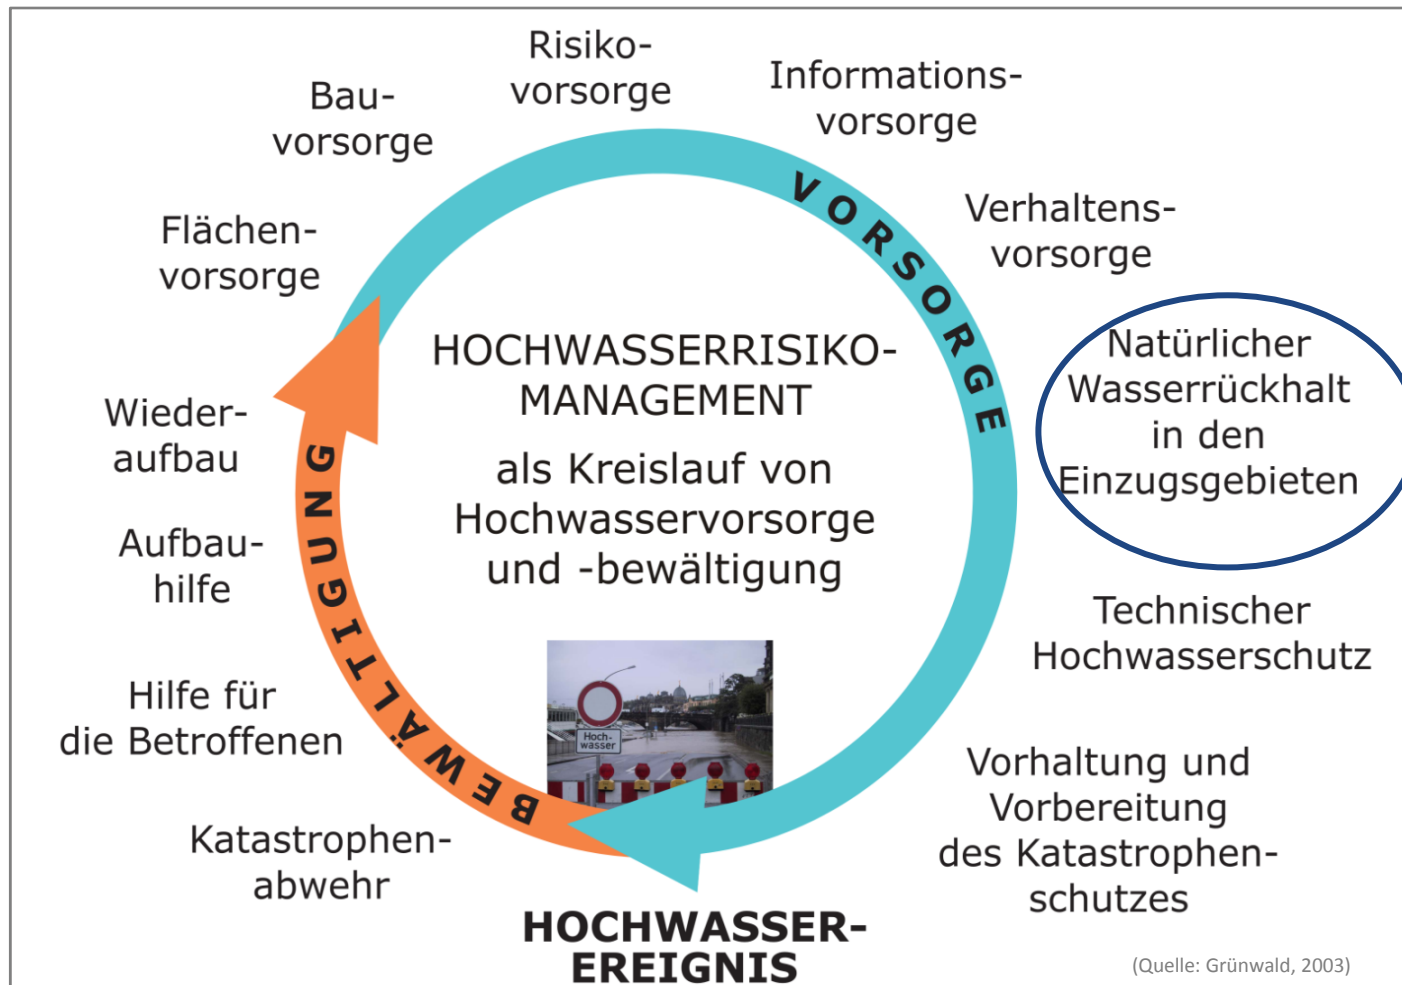 Risiko-
vorsorge
Informations-
vorsorge
Bau-
vorsorge
VORSORGE
Verhaltens-
vorsorge
Flächen-
vorsorge
Natürlicher
Wasserrückhalt
in den
Einzugsgebieten
HOCHWASSERRISIKO-
MANAGEMENT
als Kreislauf von
Hochwasservorsorge
und -bewältigung
Wieder-
aufbau
BEWÄLTIGUNG
Aufbau-
hilfe
Technischer
Hochwasserschutz
Hilfe für
die Betroffenen
Hoch-
wasser
Vorhaltung und
Vorbereitung
des Katastrophen-
schutzes
Katastrophen-
abwehr
HOCHWASSER-
EREIGNIS
(Quelle: Grünwald, 2003)